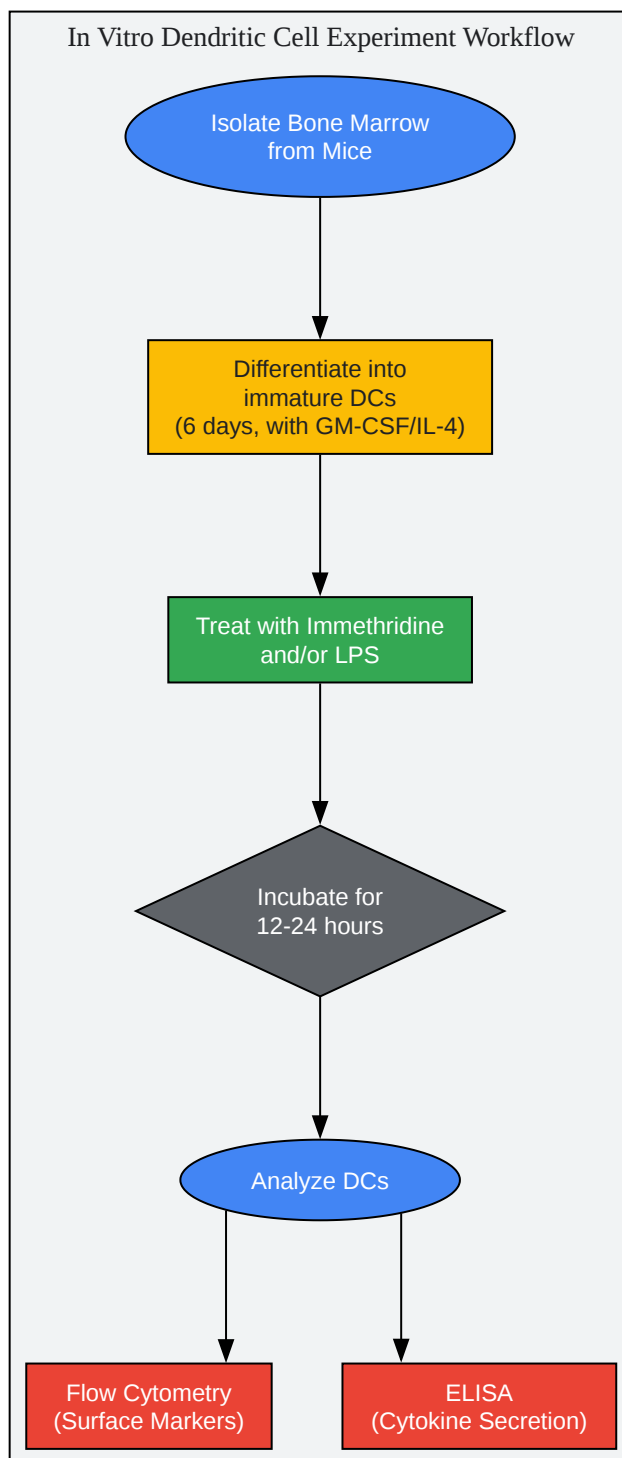 In Vitro Dendritic Cell Experiment Workflow
Isolate Bone Marrow
from Mice
Differentiate into
immature DCs
(6 days, with GM-CSF/IL-4)
Treat with Immethridine
and/or LPS
Incubate for
12-24 hours
Analyze DCs
Flow Cytometry
(Surface Markers)
ELISA
(Cytokine Secretion)